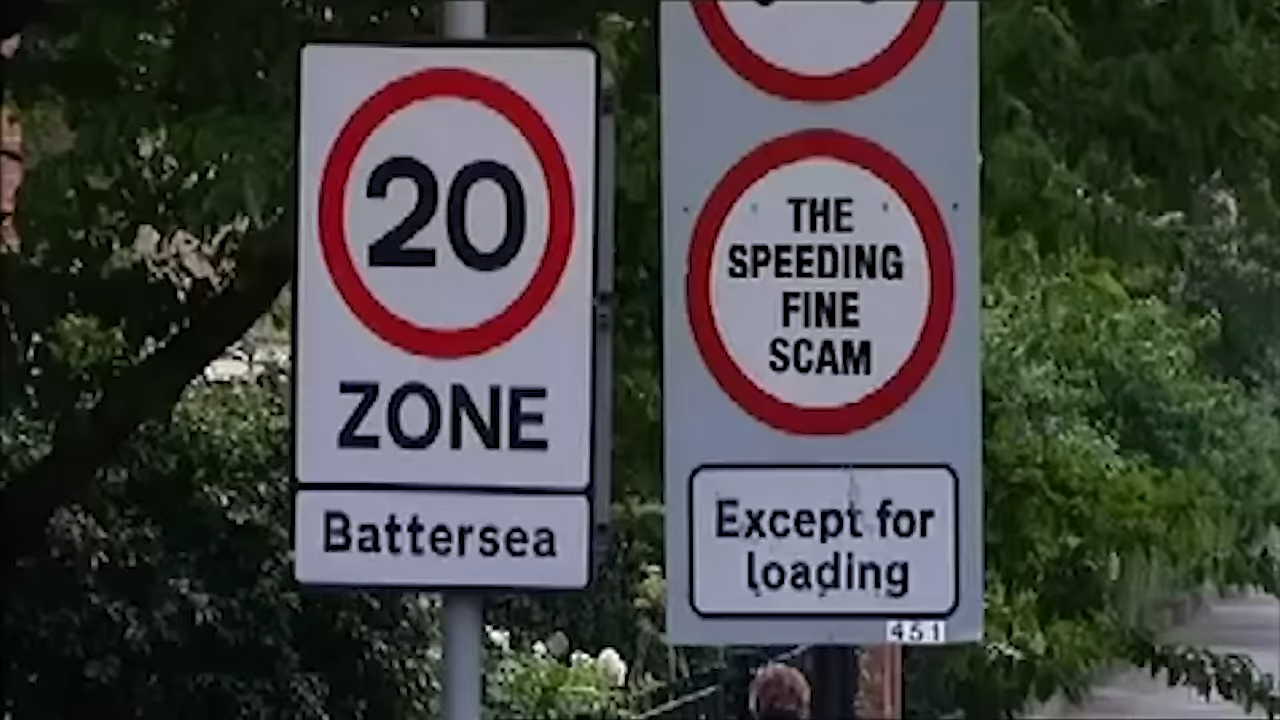 20
ZONE
Battersea
THE
SPEEDING
FINE
SCAM
Except for
loading
451